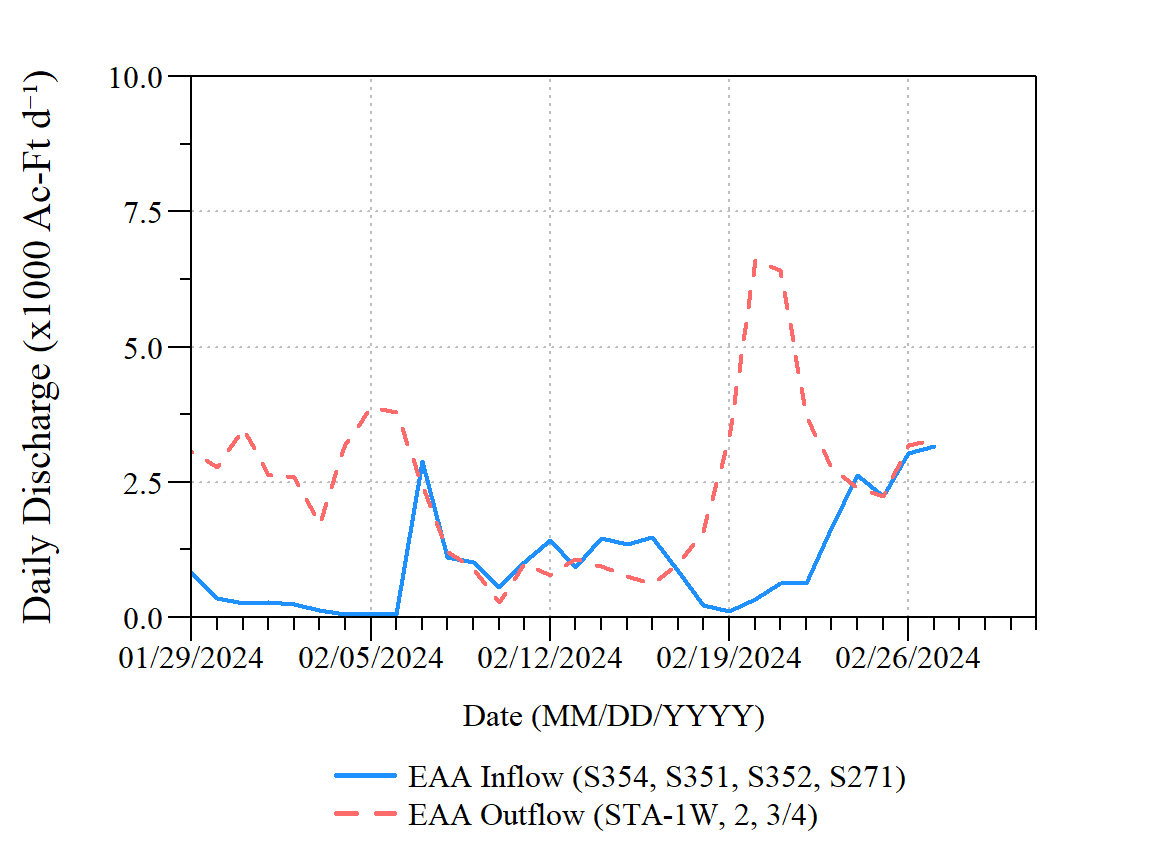 10.0
7.5
5.0
2.5
0.0
Daily Discharge (x1000 Ac-Ft d⁻¹)
01/29/2024 02/05/2024 02/12/2024 02/19/2024 02/26/2024
Date (MM/DD/YYYY)
EAA Inflow (S354, S351, S352, S271)
EAA Outflow (STA-1W, 2, 3/4)